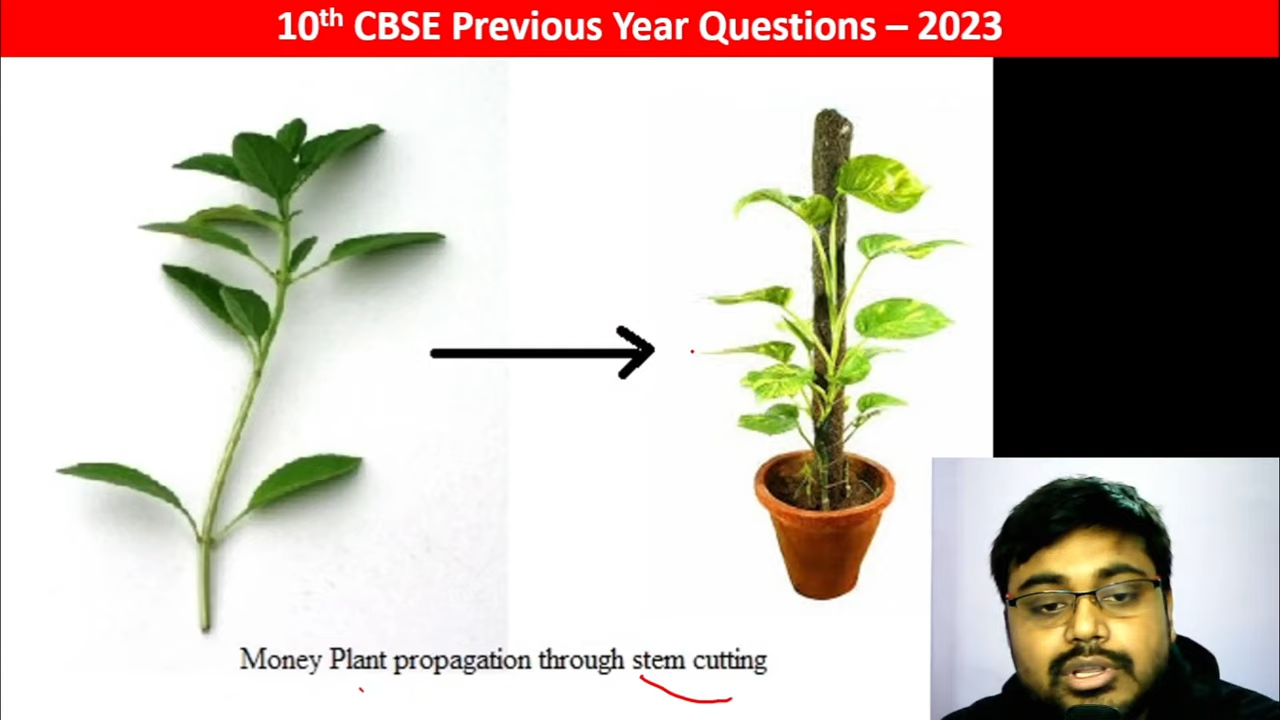 10th CBSE Previous Year Questions – 2023
Money Plant propagation through stem cutting